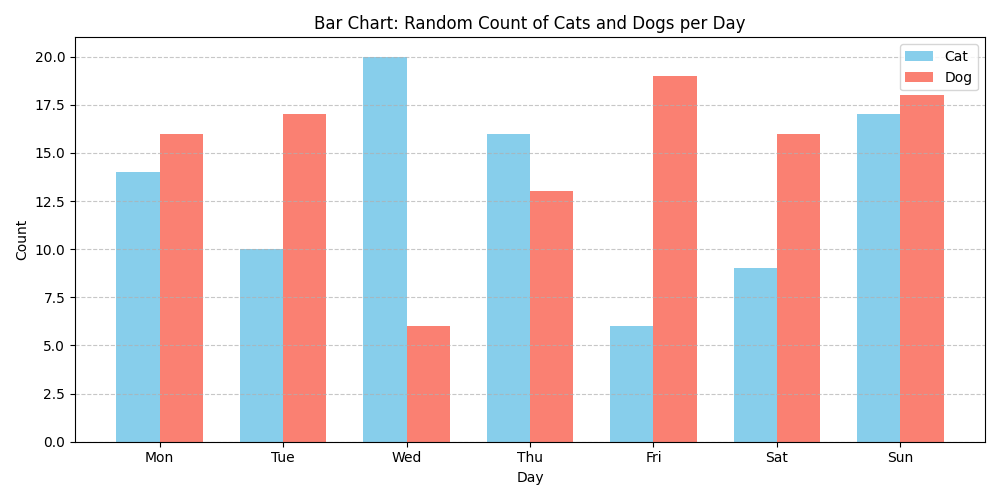 Bar Chart: Random Count of Cats and Dogs per Day
Cat
Dog
20.0
17.5
15.0
12.5
10.0
7.5
5.0
2.5
0.0
Count
Mon Tue Wed Thu Fri Sat Sun
Day